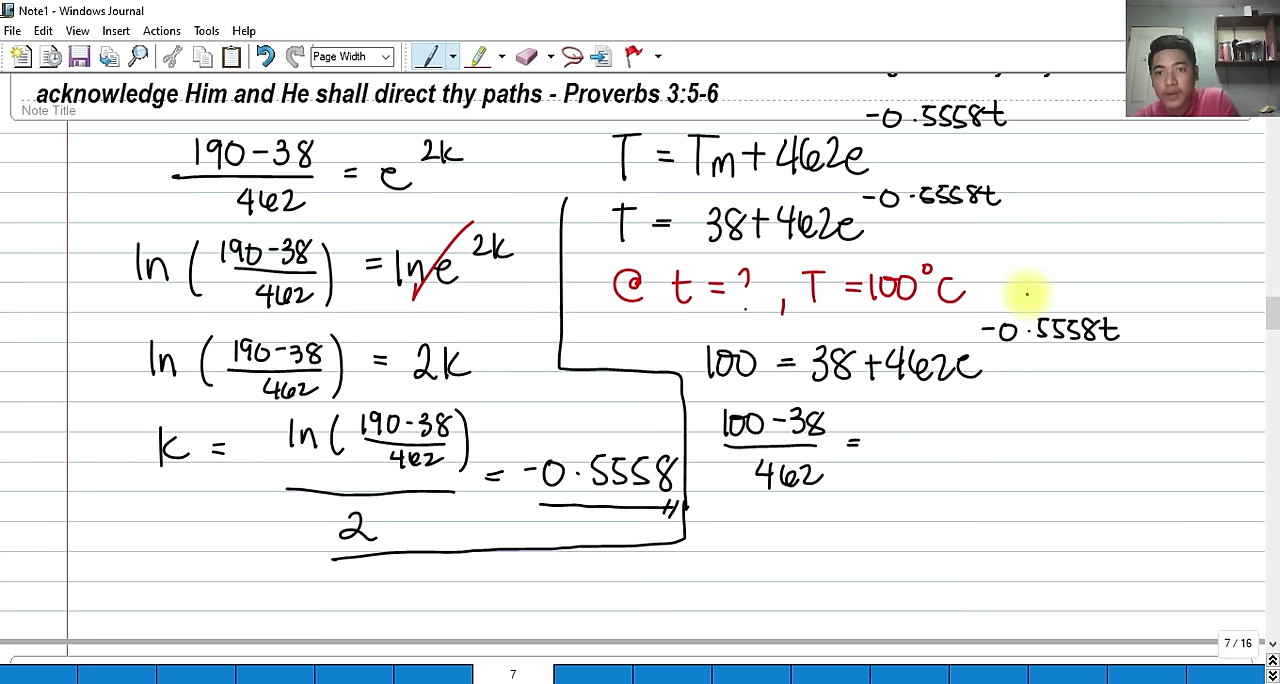 Note1 - Windows Journal
File Edit View Insert Actions Tools Help
Page Width
acknowledge Him and He shall direct thy paths - Proverbs 3:5-6
Note Title
190-38 / 462 = e^2k
ln (190-38 / 462) = ln e^2k
ln (190-38 / 462) = 2k
k = ln (190-38 / 462) / 2 = -0.5558
T = Tm + 462e^-0.5558t
T = 38 + 462e^-0.5558t
@ t = ? , T = 100°C
100 = 38 + 462e^-0.5558t
100-38 / 462 =
7 / 16
7